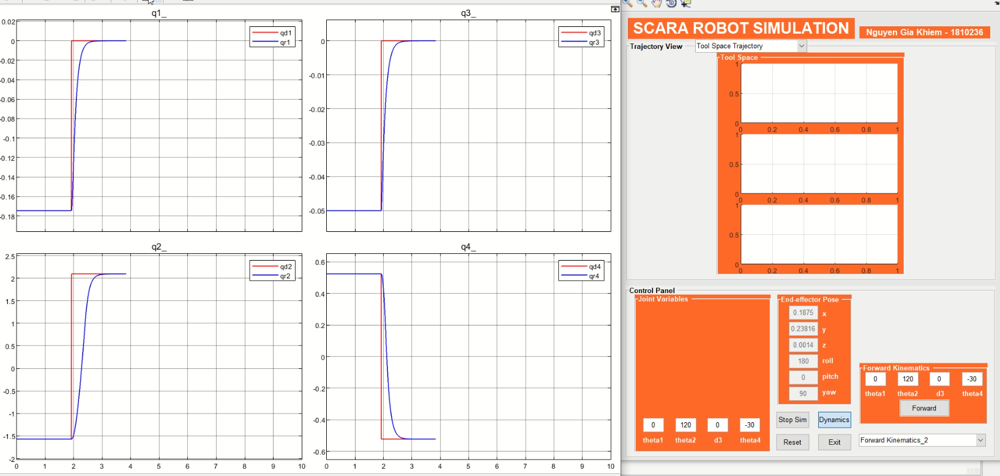 q1_
qd1
qr1
0.02
0
-0.02
-0.04
-0.06
-0.08
-0.1
-0.12
-0.14
-0.16
-0.18
q3_
qd3
qr3
0
-0.01
-0.02
-0.03
-0.04
-0.05
q2_
qd2
qr2
2.5
2
1.5
1
0.5
0
-0.5
-1
-1.5
-2
0 1 2 3 4 5 6 7 8 9 10
q4_
qd4
qr4
0.6
0.4
0.2
0
-0.2
-0.4
-0.6
0 1 2 3 4 5 6 7 8 9 10
SCARA ROBOT SIMULATION
Nguyen Gia Khiem - 1810236
Trajectory View
Tool Space Trajectory
Tool Space
1
0.5
0
0 0.2 0.4 0.6 0.8 1
1
0.5
0
0 0.2 0.4 0.6 0.8 1
1
0.5
0
0 0.2 0.4 0.6 0.8 1
Control Panel
Joint Variables
0 120 0 -30
theta1 theta2 d3 theta4
End-effector Pose
0.1875 x
0.23816 y
0.0014 z
180 roll
0 pitch
90 yaw
Stop Sim Dynamics
Reset Exit
Forward Kinematics
0 120 0 -30
theta1 theta2 d3 theta4
Forward
Forward Kinematics_2